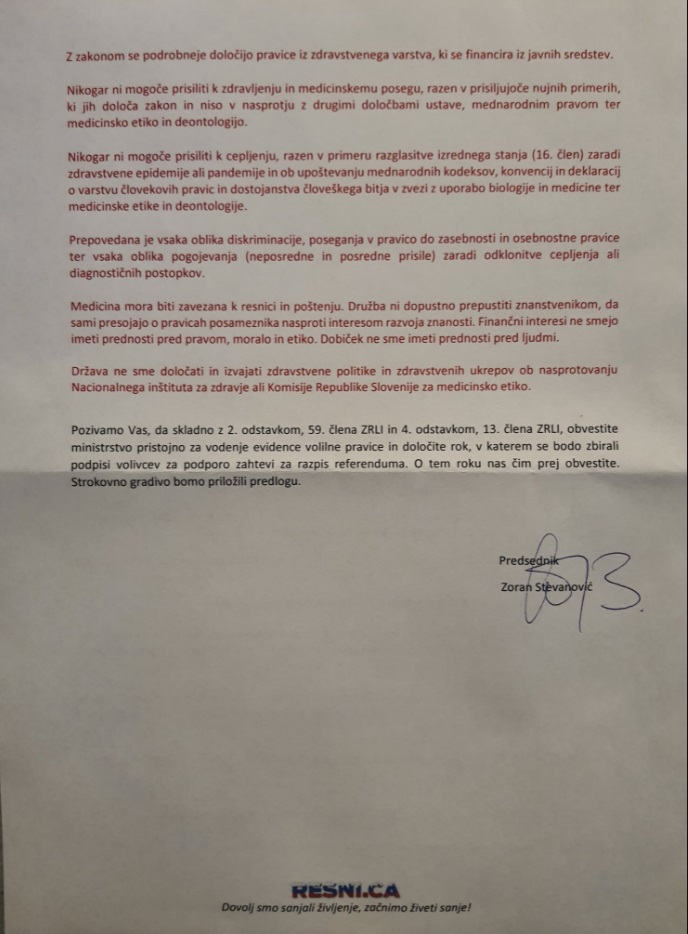 Z zakonom se podrobneje določijo pravice iz zdravstvenega varstva, ki se financira iz javnih sredstev.
Nikogar ni mogoče prisiliti k zdravljenju in medicinskemu posegu, razen v prisiljujoče nujnih primerih,
ki jih določa zakon in niso v nasprotju z drugimi določbami ustave, mednarodnim pravom ter
medicinsko etiko in deontologijo.
Nikogar ni mogoče prisiliti k cepljenju, razen v primeru razglasitve izrednega stanja (16. člen) zaradi
zdravstvene epidemije ali pandemije in ob upoštevanju mednarodnih kodeksov, konvencij in deklaracij
o varstvu človekovih pravic in dostojanstva človeškega bitja v zvezi z uporabo biologije in medicine ter
medicinske etike in deontologije.
Prepovedana je vsaka oblika diskriminacije, poseganja v pravico do zasebnosti in osebnostne pravice
ter vsaka oblika pogojevanja (neposredne in posredne prisile) zaradi odklonitve cepljenja ali
diagnostičnih postopkov.
Medicina mora biti zavezana k resnici in poštenju. Družba ni dopustno prepustiti znanstvenikom, da
sami presojajo o pravicah posameznika nasproti interesom razvoja znanosti. Finančni interesi ne smejo
imeti prednosti pred pravom, moralo in etiko. Dobiček ne sme imeti prednosti pred ljudmi.
Država ne sme določati in izvajati zdravstvene politike in zdravstvenih ukrepov ob nasprotovanju
Nacionalnega inštituta za zdravje ali Komisije Republike Slovenije za medicinsko etiko.
Pozivamo Vas, da skladno z 2. odstavkom, 59. člena ZRLI in 4. odstavkom, 13. člena ZRLI, obvestite
ministrstvo pristojno za vodenje evidence volilne pravice in določite rok, v katerem se bodo zbirali
podpisi volivcev za podporo zahtevi za razpis referenduma. O tem roku nas čim prej obvestite.
Strokovno gradivo bomo priložili predlogu.
Predsednik
Zoran Stevanović
RESNI.CA
Dovolj smo sanjali življenje, začnimo živeti sanje!